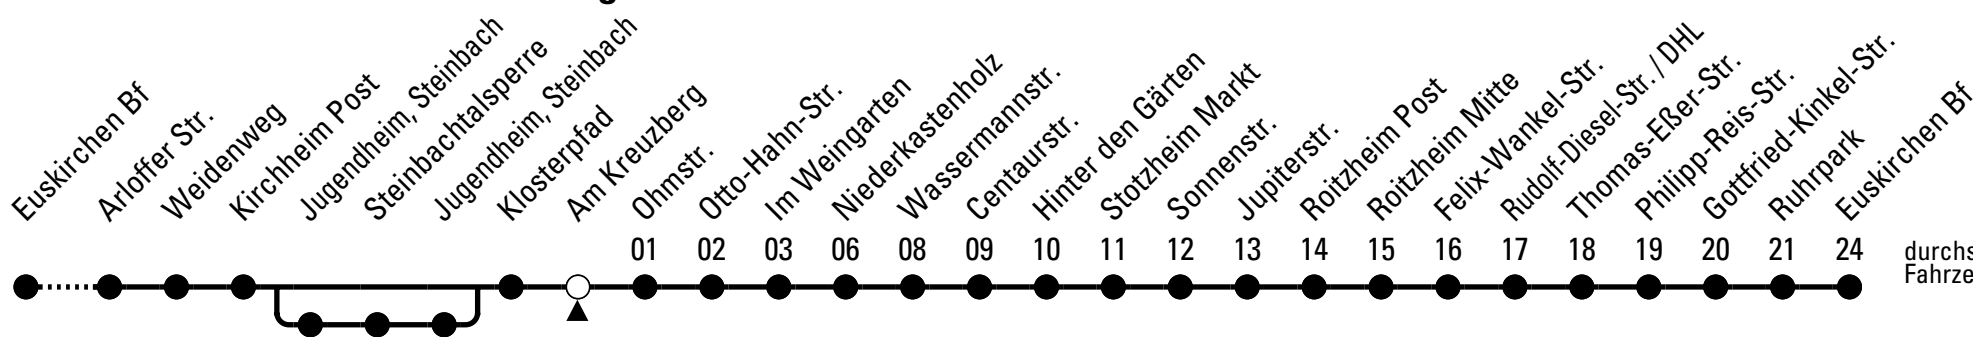 Euskirchen Bf
Arloffer Str.
Weidenweg
Kirchheim Post
Jugendheim, Steinbach
Steinbachtalsperre
Jugendheim, Steinbach
Klosterpfad
Am Kreuzberg
Ohmstr.
Otto-Hahn-Str.
Im Weingarten
Niederkastenholz
Wassermannstr.
Centaurstr.
Hinter den Gärten
Stotzheim Markt
Sonnenstr.
Jupiterstr.
Roitzheim Post
Roitzheim Mitte
Felix-Wankel-Str.
Rudolf-Diesel-Str. / DHL
Thomas-Eßer-Str.
Philipp-Reis-Str.
Gottfried-Kinkel-Str.
Ruhrpark
Euskirchen Bf
01 02 03 06 08 09 10 11 12 13 14 15 16 17 18 19 20 21 24
durchs
Fahrze